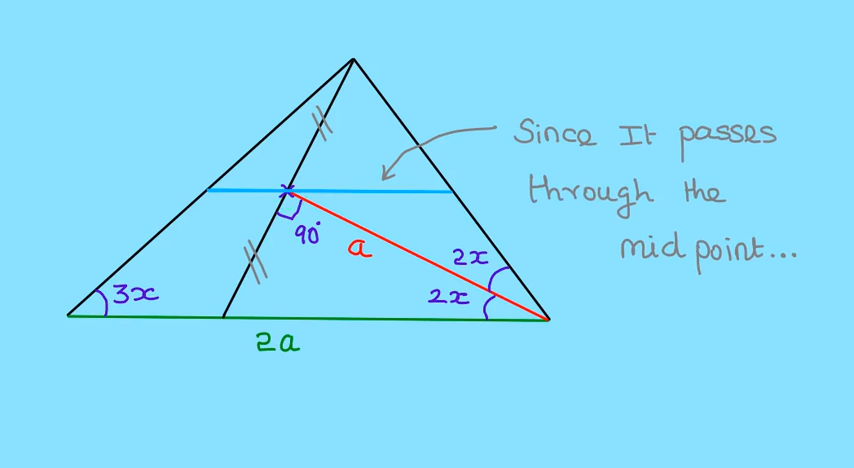 Since It passes
through the
mid point...
90°
a
2x
2x
3x
2a